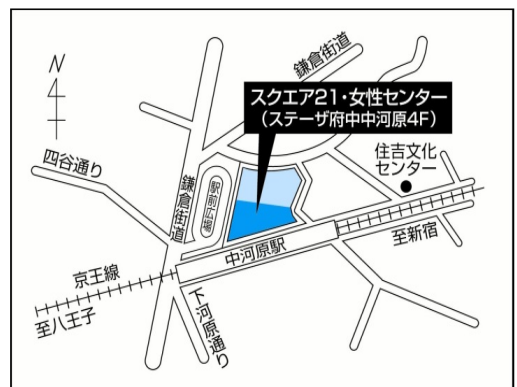 N
鎌倉街道
スクエア21・女性センター
（ステーザ府中中河原4F）
四谷通り
鎌倉街道
駅前広場
住吉文化
センター
中河原駅
至新宿
京王線
至八王子
下河原通り